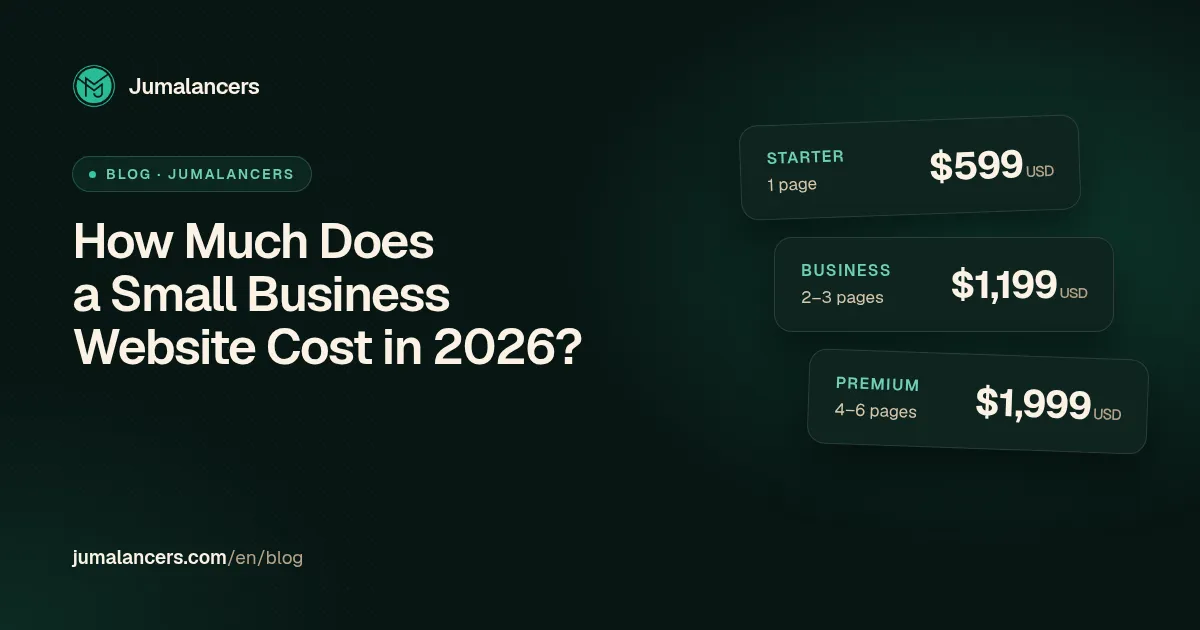 Jumalancers
BLOG · JUMALANCERS
How Much Does
a Small Business
Website Cost in 2026?
STARTER
1 page
$599 USD
BUSINESS
2–3 pages
$1,199 USD
PREMIUM
4–6 pages
$1,999 USD
jumalancers.com/en/blog